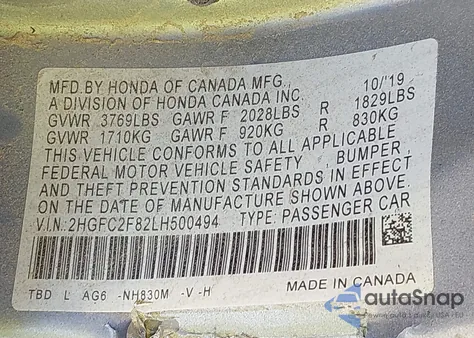 MFD.BY HONDA OF CANADA MFG. 10/'19
A DIVISION OF HONDA CANADA INC
GVWR 3769LBS GAWR F 2028LBS R 1829LBS
GVWR 1710KG GAWR F 920KG R 830KG
THIS VEHICLE CONFORMS TO ALL APPLICABLE
FEDERAL MOTOR VEHICLE SAFETY , BUMPER,
AND THEFT PREVENTION STANDARDS IN EFFECT
ON THE DATE OF MANUFACTURE SHOWN ABOVE.
V.I.N:2HGFC2F82LH500494 TYPE: PASSENGER CAR
TBD L AG6 -NH830M -V -H MADE IN CANADA
autoSnap